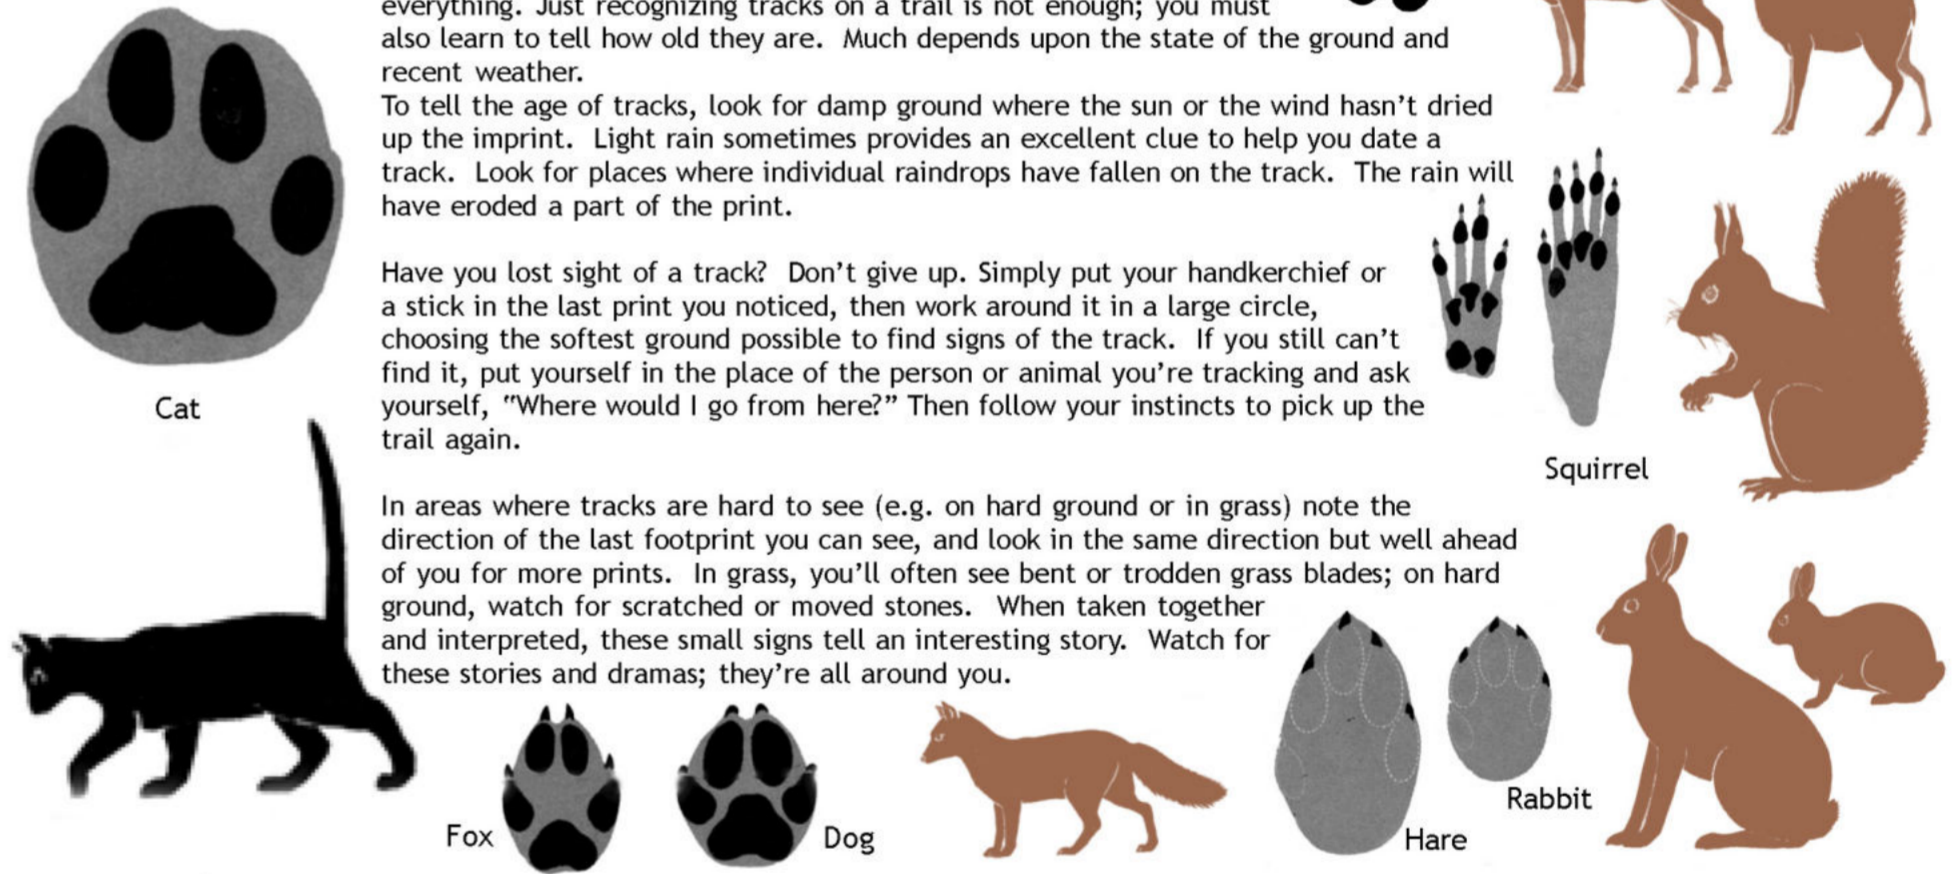 everything. Just recognizing tracks on a trail is not enough; you must
also learn to tell how old they are. Much depends upon the state of the ground and
recent weather.
To tell the age of tracks, look for damp ground where the sun or the wind hasn't dried
up the imprint. Light rain sometimes provides an excellent clue to help you date a
track. Look for places where individual raindrops have fallen on the track. The rain will
have eroded a part of the print.
Have you lost sight of a track? Don't give up. Simply put your handkerchief or
a stick in the last print you noticed, then work around it in a large circle,
choosing the softest ground possible to find signs of the track. If you still can't
find it, put yourself in the place of the person or animal you're tracking and ask
yourself, "Where would I go from here?" Then follow your instincts to pick up the
trail again.
In areas where tracks are hard to see (e.g. on hard ground or in grass) note the
direction of the last footprint you can see, and look in the same direction but well ahead
of you for more prints. In grass, you'll often see bent or trodden grass blades; on hard
ground, watch for scratched or moved stones. When taken together
and interpreted, these small signs tell an interesting story. Watch for
these stories and dramas; they're all around you.
Cat
Squirrel
Fox
Dog
Hare
Rabbit